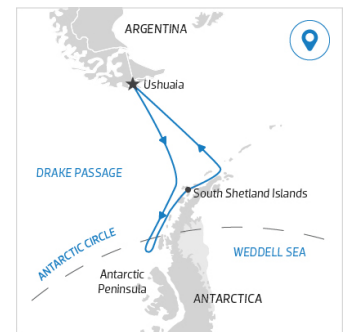 ARGENTINA
Ushuaia
DRAKE PASSAGE
South Shetland Islands
ANTARCTIC CIRCLE
WEDDELL SEA
Antarctic
Peninsula
ANTARCTICA